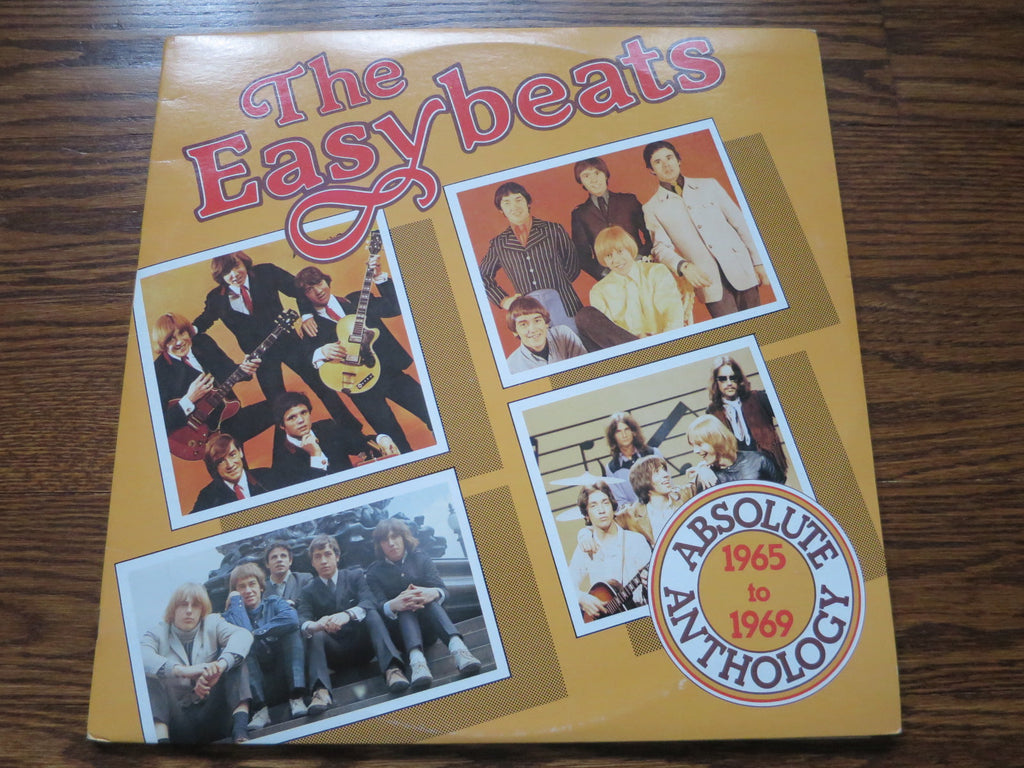 The
Easybeats
ABSOLUTE
1965
to
1969
ANTHOLOGY